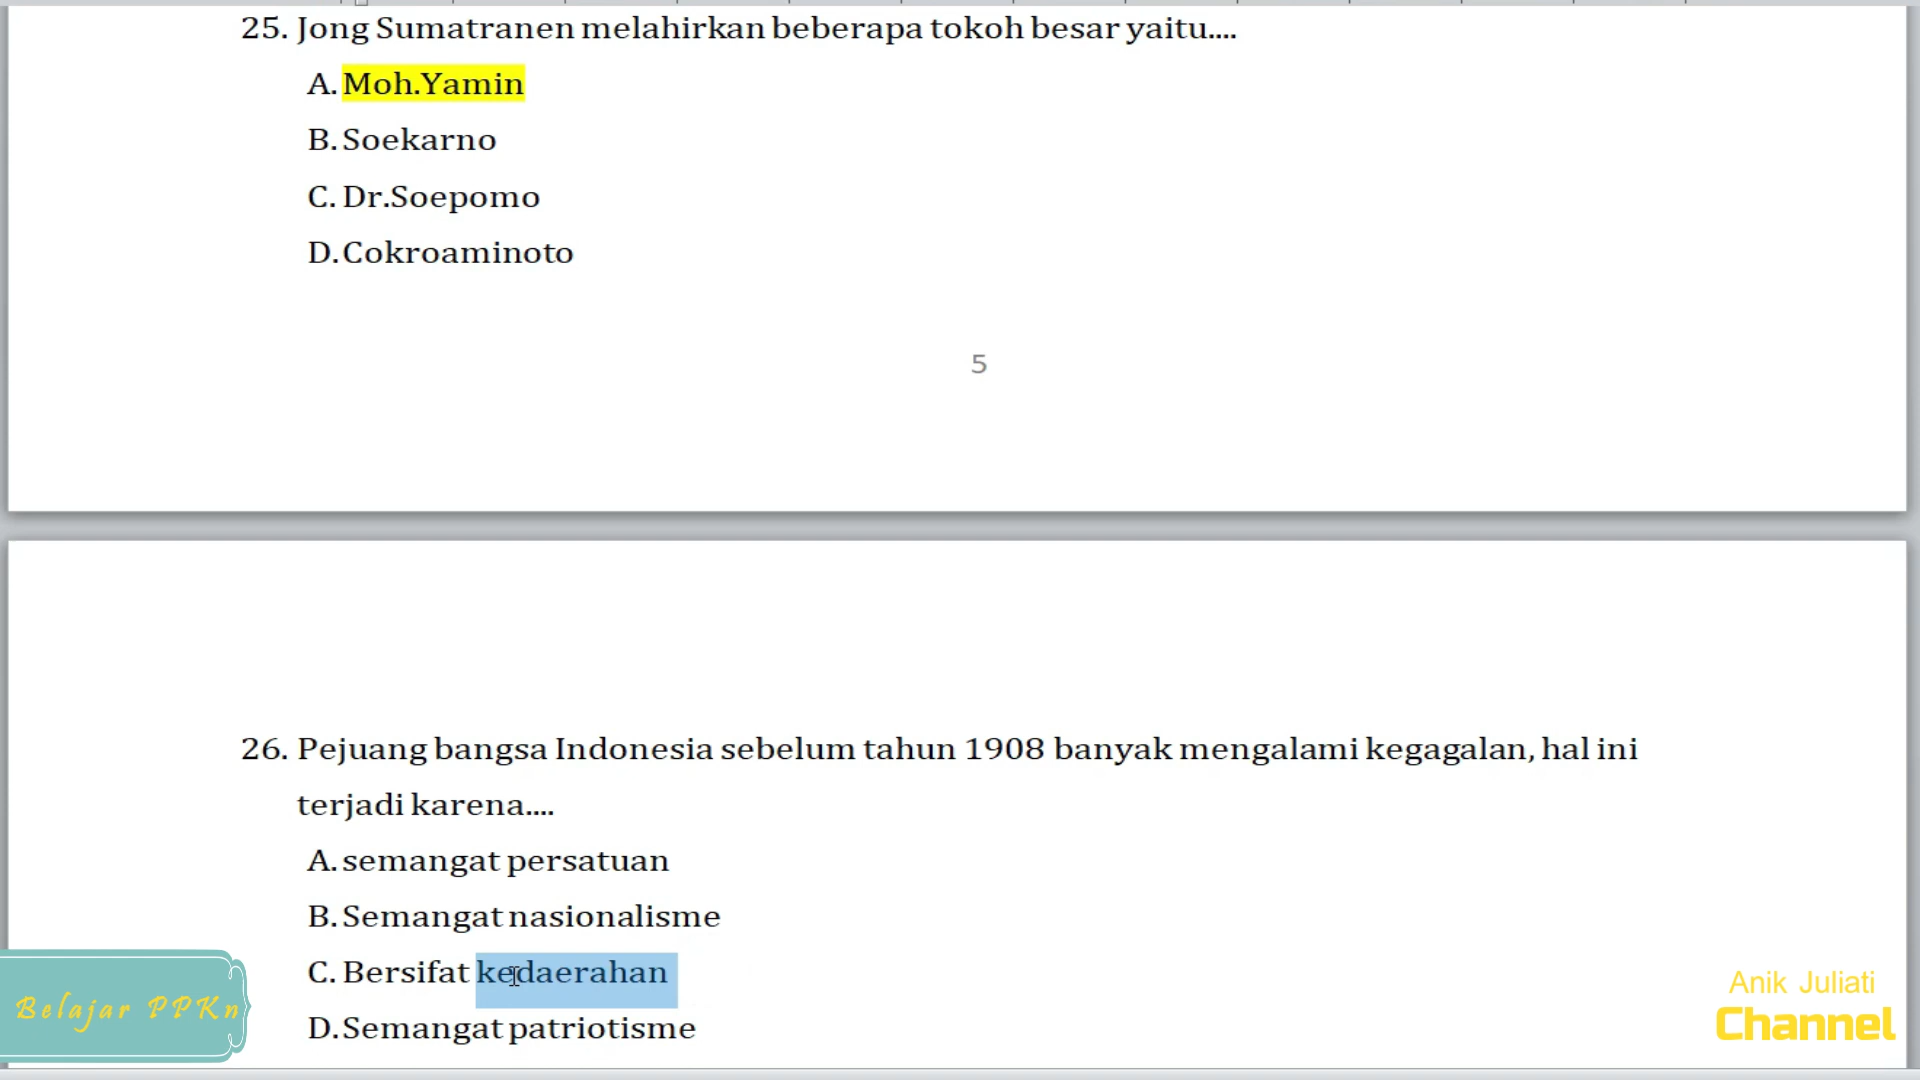 25. Jong Sumatranen melahirkan beberapa tokoh besar yaitu....
A. Moh.Yamin
B. Soekarno
C. Dr.Soepomo
D. Cokroaminoto
5
26. Pejuang bangsa Indonesia sebelum tahun 1908 banyak mengalami kegagalan, hal ini
terjadi karena....
A. semangat persatuan
B. Semangat nasionalisme
C. Bersifat kedaerahan
D. Semangat patriotisme
Belajar PPKn
Anik Juliati
Channel